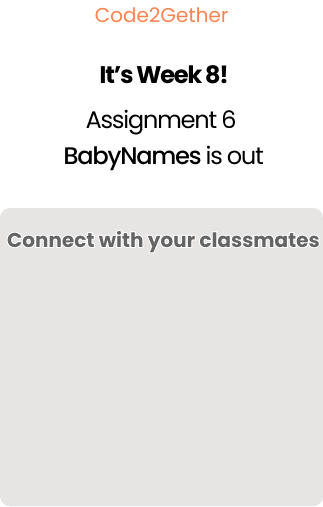 Code2Gether
It’s Week 8!
Assignment 6
BabyNames is out
Connect with your classmates